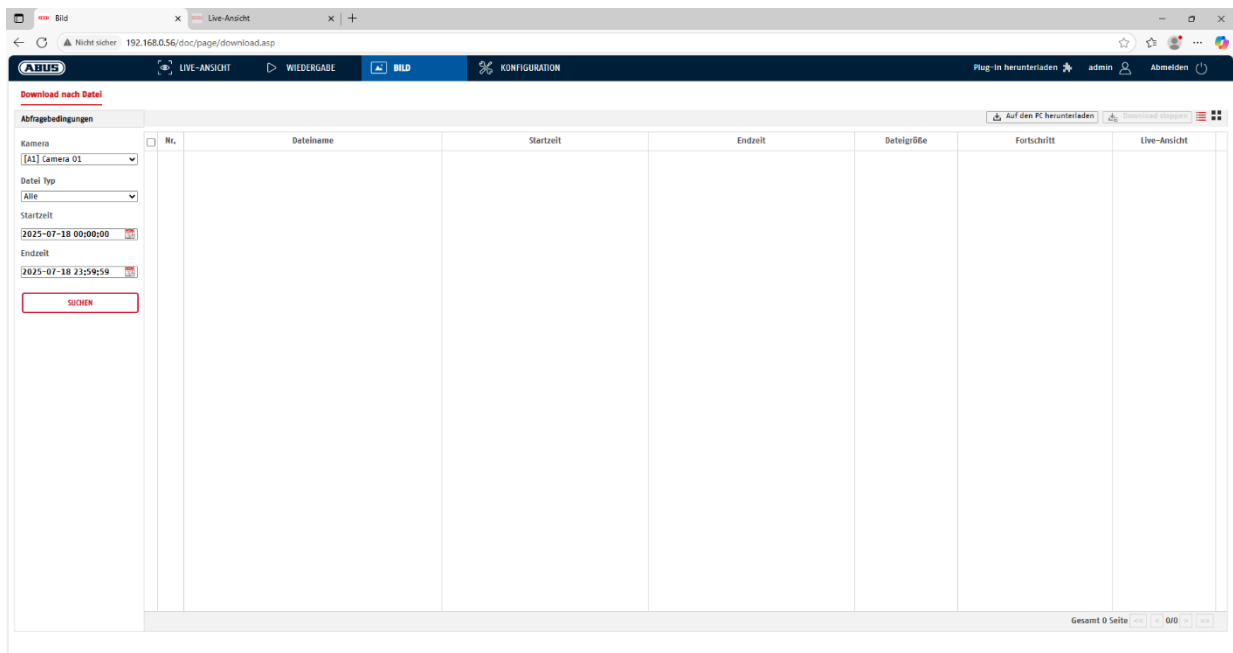 Bild
Live-Ansicht
Nicht sicher 192.168.0.56/doc/page/download.asp
ABUS LIVE-ANSICHT WIEDERGABE BILD KONFIGURATION Plug-In herunterladen admin Abmelden
Download nach Datei
Abfragebedingungen
Auf den PC herunterladen Download stoppen
Nr. Dateiname Startzeit Endzeit Dateigröße Fortschritt Live-Ansicht
Kamera
[A1] Camera 01
Datei Typ
Alle
Startzeit
2025-07-18 00;00;00
Endzeit
2025-07-18 23;59;59
SUCHEN
Gesamt 0 Seite << < 0/0 > >>